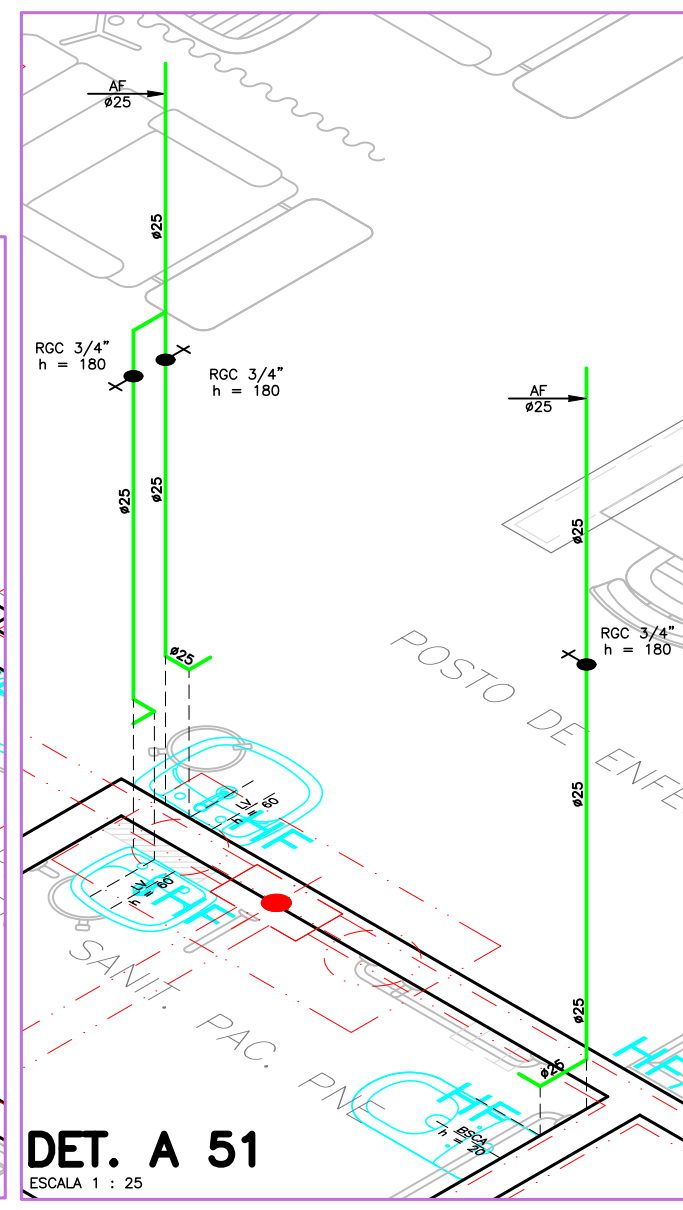 AF
ø25
ø25
RGC 3/4"
h = 180
RGC 3/4"
h = 180
AF
ø25
ø25
ø25
ø25
RGC 3/4"
h = 180
ø25
POSTO DE ENFE
ø25
LV
h = 60
HF
LV
h = 60
HF
SANIT. PAC. PNE
ø25
ø25
HF
HF
BSCA
h = 20
DET. A 51
ESCALA 1 : 25